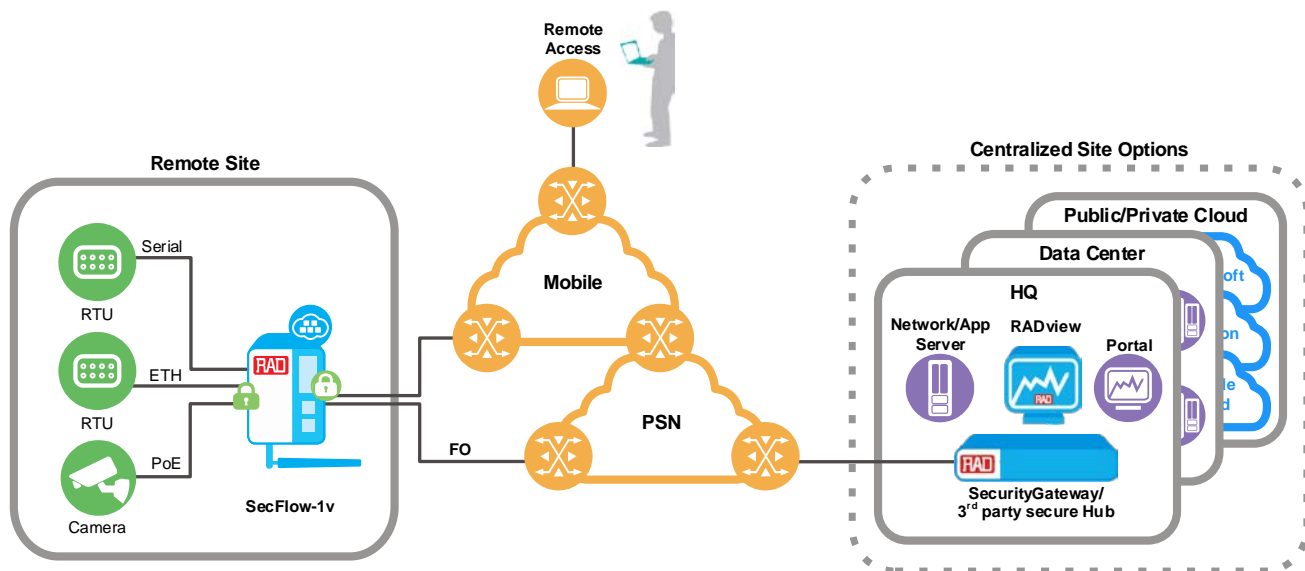 Remote
Access
Remote Site
Serial
RTU
ETH
RTU
PoE
Camera
RAD
SecFlow-1v
Mobile
PSN
FO
Centralized Site Options
Public/Private Cloud
Data Center
HQ
Network/App
Server
RADview
Portal
RAD
RAD
SecurityGateway/
3rd party secure Hub